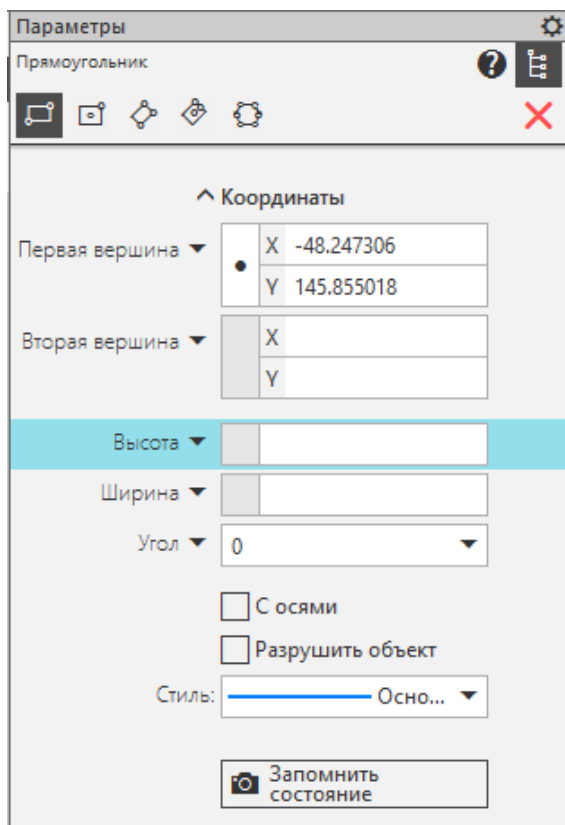 Параметры
Прямоугольник
Координаты
Первая вершина
X -48.247306
Y 145.855018
Вторая вершина
X
Y
Высота
Ширина
Угол 0
С осями
Разрушить объект
Стиль: Осно...
Запомнить
состояние